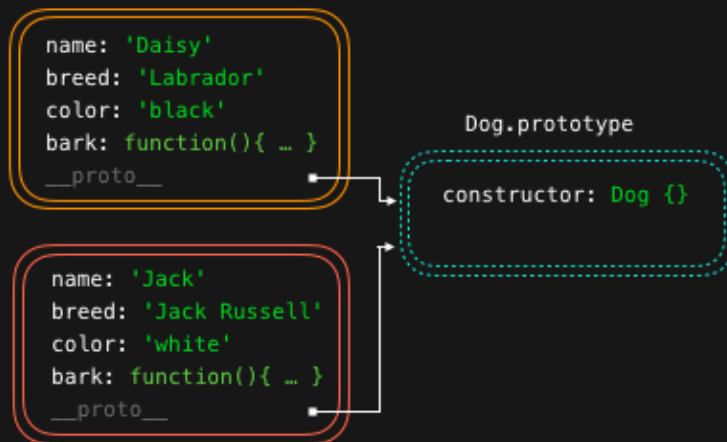 name: 'Daisy'
breed: 'Labrador'
color: 'black'
bark: function(){ … }
__proto__
Dog.prototype
constructor: Dog {}
name: 'Jack'
breed: 'Jack Russell'
color: 'white'
bark: function(){ … }
__proto__